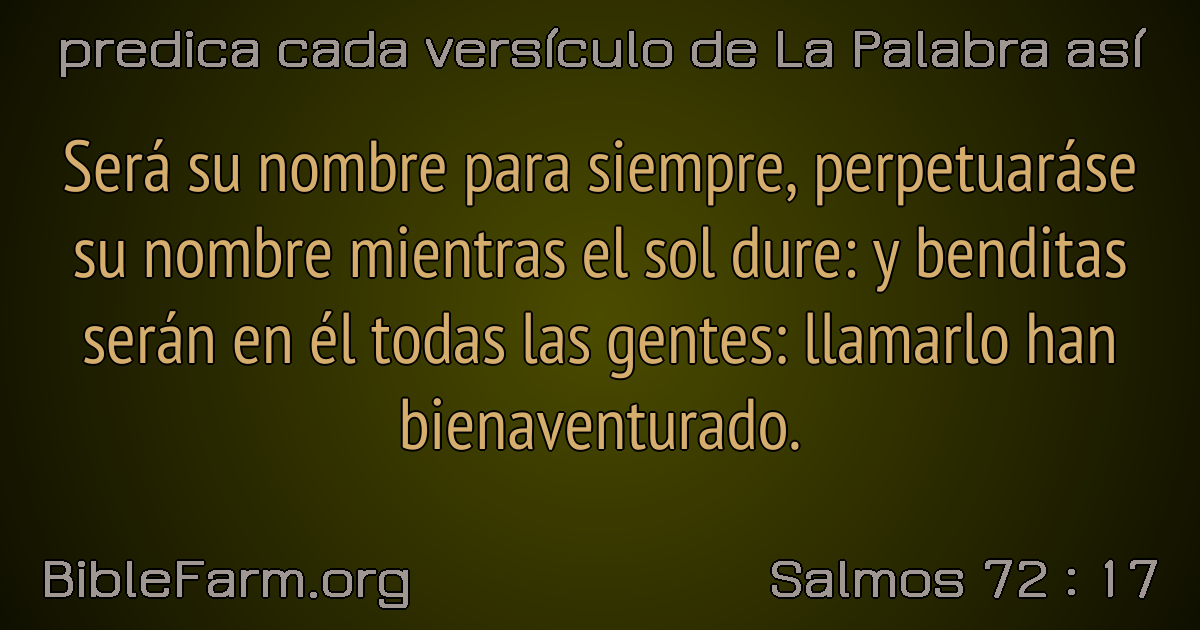 predica cada versículo de La Palabra así
Será su nombre para siempre, perpetuaráse
su nombre mientras el sol dure: y benditas
serán en él todas las gentes: llamarlo han
bienaventurado.
BibleFarm.org
Salmos 72 : 17